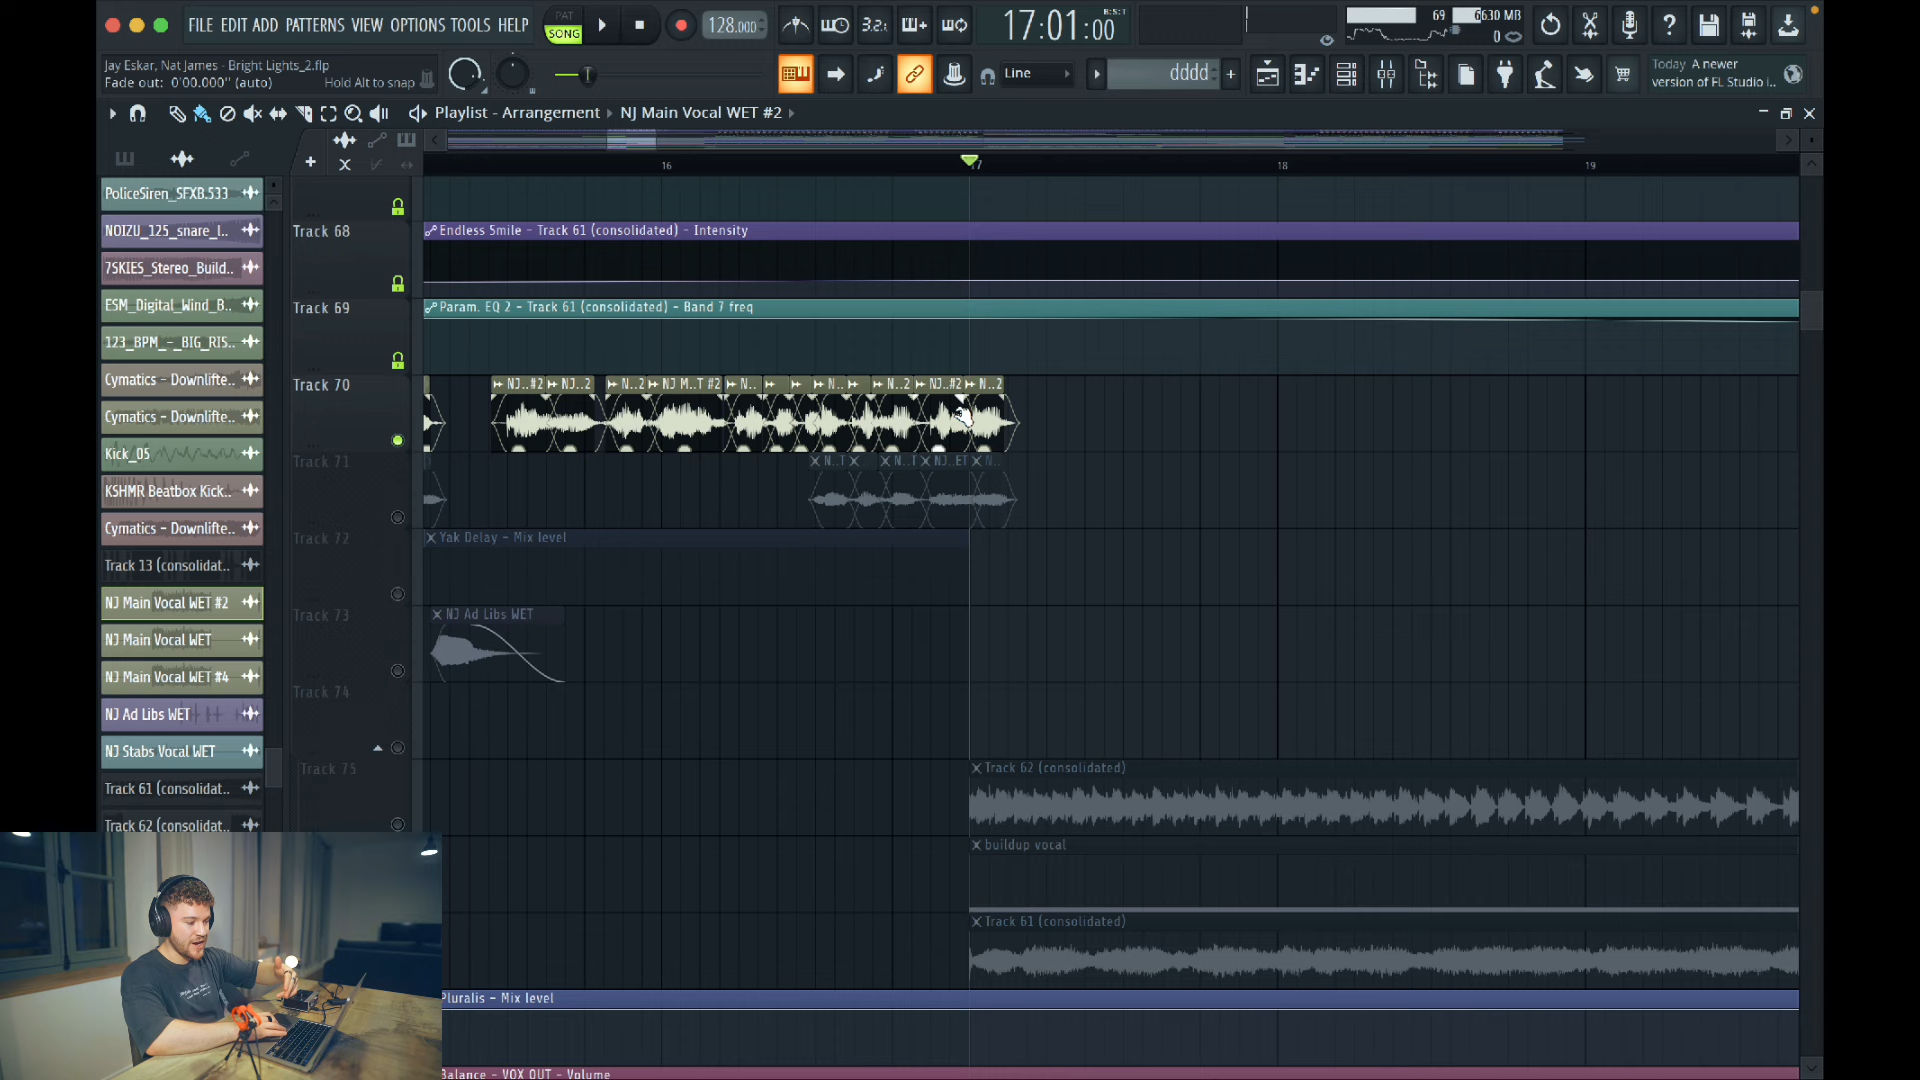 FILE EDIT ADD PATTERNS VIEW OPTIONS TOOLS HELP
PAT
SONG
128.000
3.2.
17:01:00
B:S:T
69
6630 MB
0
Jay Eskar, Nat James - Bright Lights_2.flp
Fade out: 0'00.000" (auto)
Hold Alt to snap
Line
dddd
Today A newer
version of FL Studio i..
Playlist - Arrangement
NJ Main Vocal WET #2
16
17
18
19
PoliceSiren_SFXB.533
NOIZU_125_snare_l..
7SKIES_Stereo_Build..
ESM_Digital_Wind_B..
123_BPM_-_BIG_RIS..
Cymatics - Downlifte..
Cymatics - Downlifte..
Kick_05
KSHMR Beatbox Kick..
Cymatics - Downlifte..
Track 13 (consolidat..
NJ Main Vocal WET #2
NJ Main Vocal WET
NJ Main Vocal WET #4
NJ Ad Libs WET
NJ Stabs Vocal WET
Track 61 (consolidat..
Track 62 (consolidat..
Track 68
Endless Smile - Track 61 (consolidated) - Intensity
Track 69
Param. EQ 2 - Track 61 (consolidated) - Band 7 freq
Track 70
NJ..#2
NJ..2
N..2
NJ M..T #2
N..
N..
N..2
NJ..#2
N..2
Track 71
N..T
N..T
NJ..ET
N..
Track 72
Yak Delay - Mix level
Track 73
NJ Ad Libs WET
Track 74
Track 75
Track 62 (consolidated)
buildup vocal
Track 61 (consolidated)
Pluralis - Mix level
Balance - VOX OUT - Volume